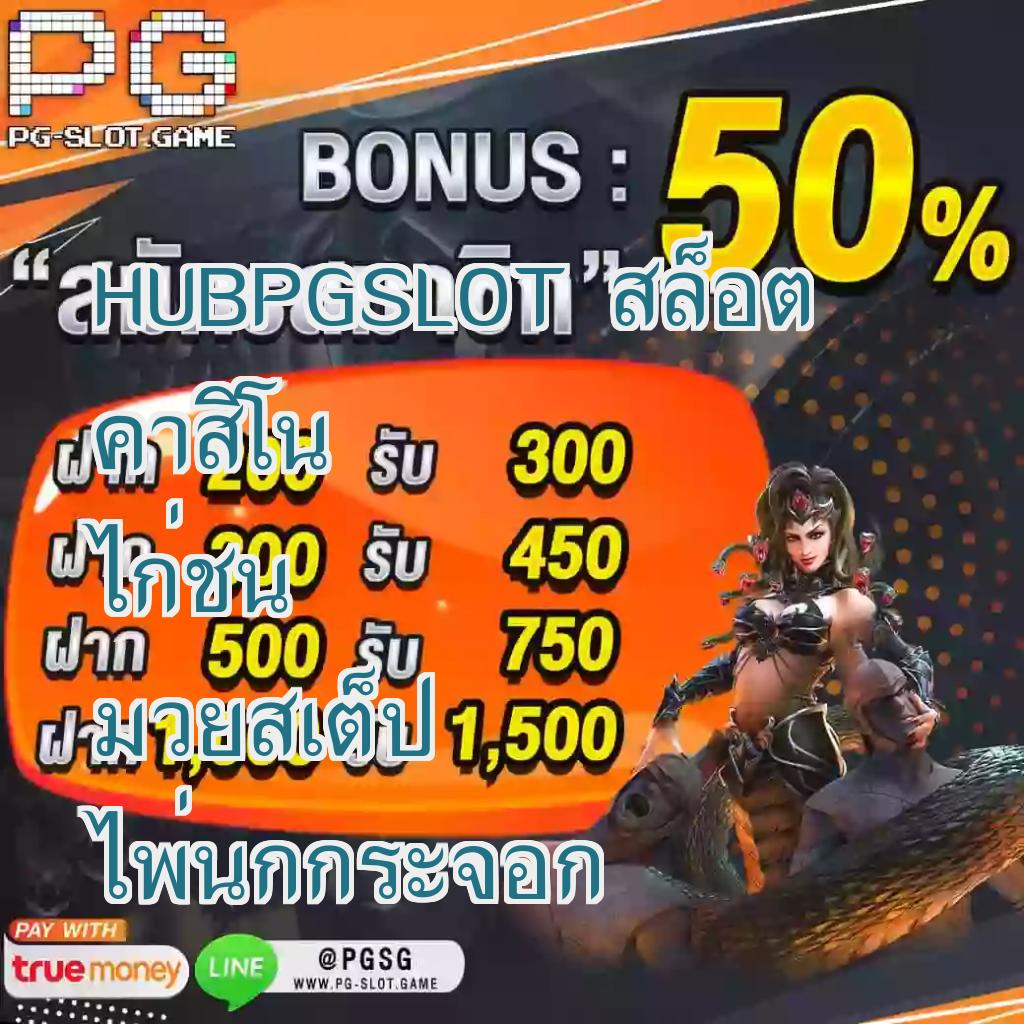 PG
PG-SLOT.GAME
BONUS : 50%
HUBPGSLOT สล็อต
คาสิโน
ไก่ชน
มวยสเต็ป
ไพ่นกกระจอก
รับ 300
รับ 450
ฝาก 500 รับ 750
1,500
PAY WITH
truemoney
LINE
@PGSG
WWW.PG-SLOT.GAME